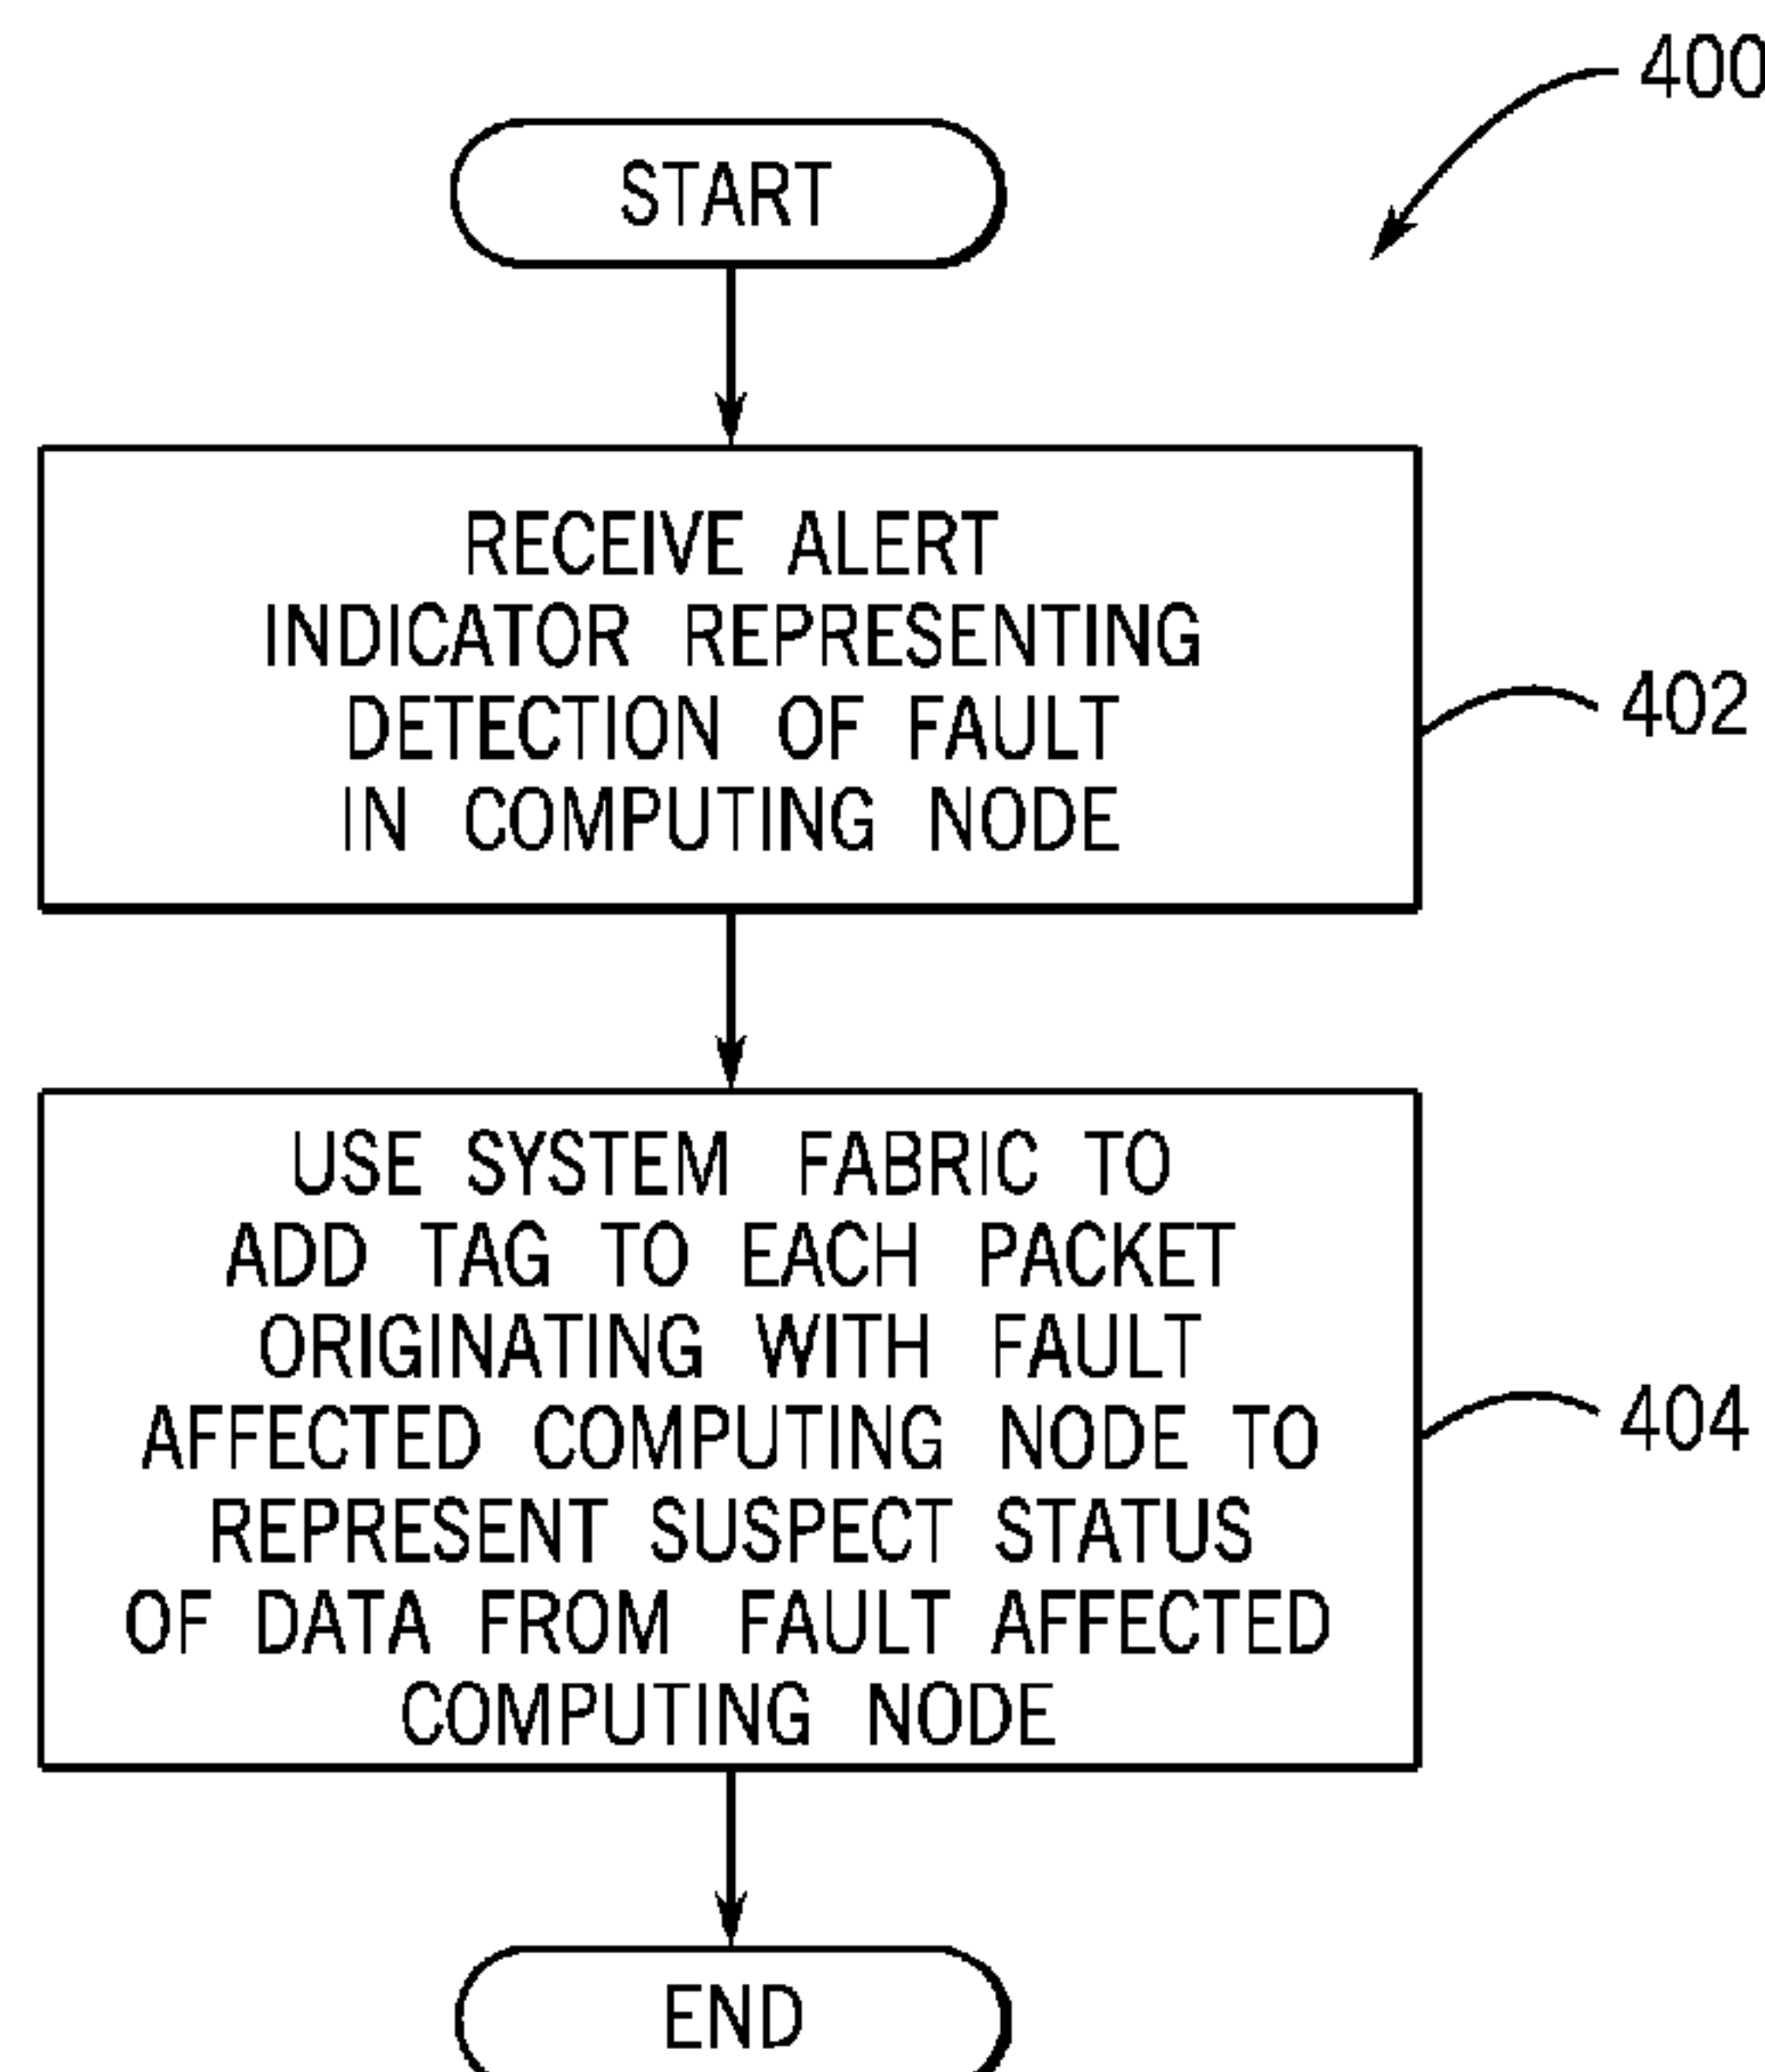 400
START
RECEIVE ALERT
INDICATOR REPRESENTING
DETECTION OF FAULT
IN COMPUTING NODE
402
USE SYSTEM FABRIC TO
ADD TAG TO EACH PACKET
ORIGINATING WITH FAULT
AFFECTED COMPUTING NODE TO
REPRESENT SUSPECT STATUS
OF DATA FROM FAULT AFFECTED
COMPUTING NODE
404
END